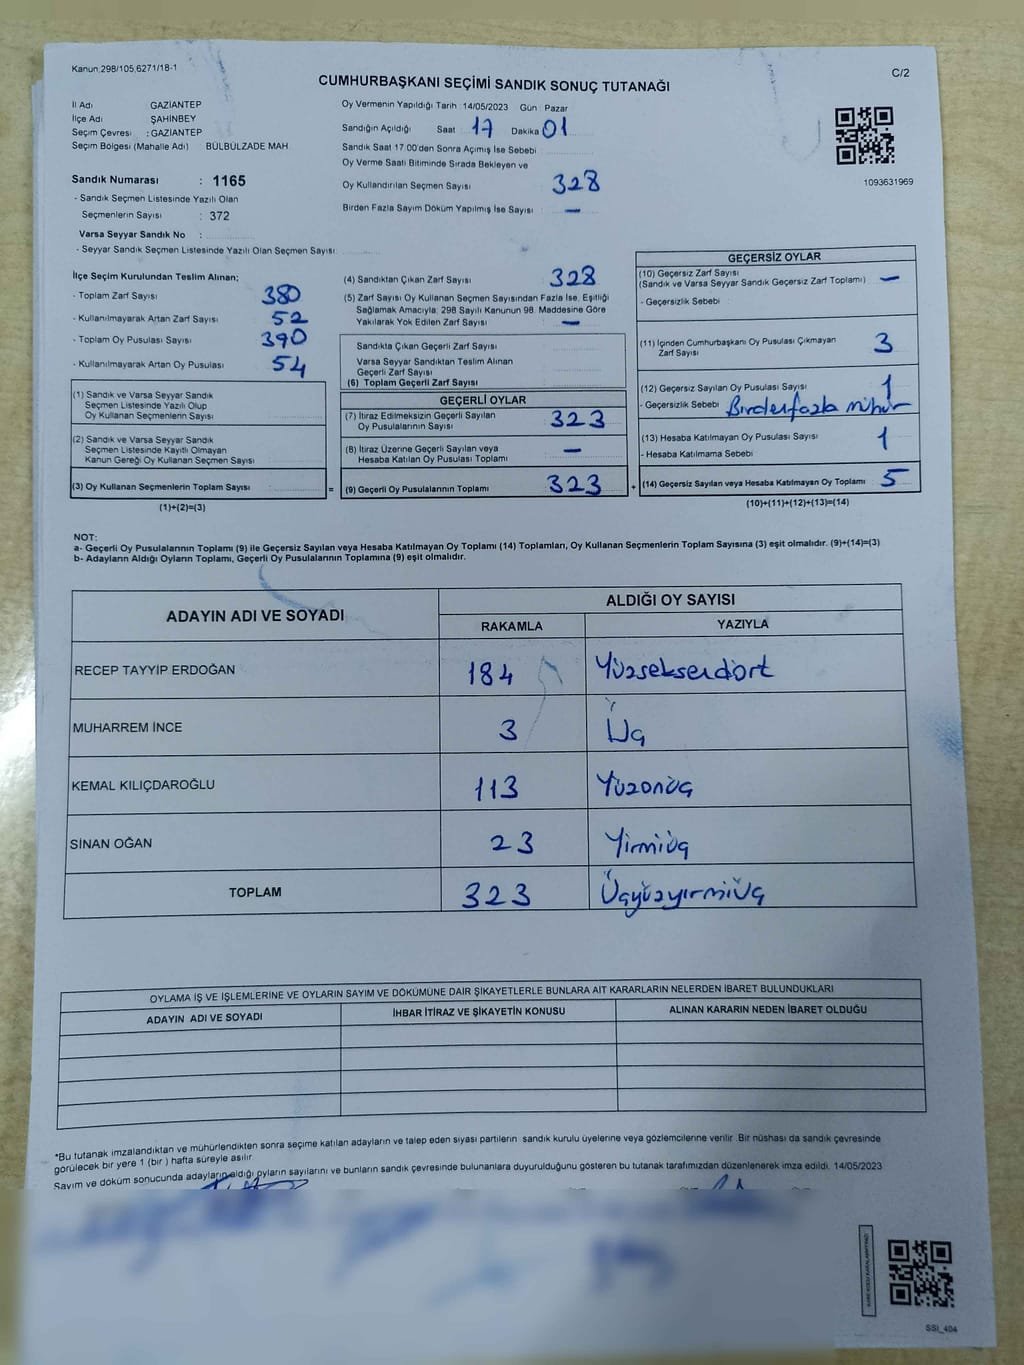 Kanun,298/105,6271/18-1
C/2
CUMHURBAŞKANI SEÇİMİ SANDIK SONUÇ TUTANAĞI
İl Adı : GAZİANTEP
İlçe Adı : ŞAHİNBEY
Seçim Çevresi : GAZİANTEP
Seçim Bölgesi (Mahalle Adı) BÜLBÜLZADE MAH.
Sandık Numarası : 1165
- Sandık Seçmen Listesinde Yazılı Olan
Seçmenlerin Sayısı : 372
Varsa Seyyar Sandık No :
- Seyyar Sandık Seçmen Listesinde Yazılı Olan Seçmen Sayısı:
Oy Vermenin Yapıldığı Tarih :14/05/2023 Gün : Pazar
Sandığın Açıldığı Saat 17 Dakika 01
Sandık Saat 17.00'den Sonra Açımış İse Sebebi
Oy Verme Saati Bitiminde Sırada Bekleyen ve
Oy Kullandırılan Seçmen Sayısı 328
Birden Fazla Sayım Döküm Yapılmış İse Sayısı : —
1093631969
İlçe Seçim Kurulundan Teslim Alınan;
- Toplam Zarf Sayısı 380
- Kullanılmayarak Artan Zarf Sayısı 52
- Toplam Oy Pusulası Sayısı 390
- Kullanılmayarak Artan Oy Pusulası 54
(1) Sandık ve Varsa Seyyar Sandık
Seçmen Listesinde Yazılı Olup
Oy Kullanan Seçmenlerin Sayısı
(2) Sandık ve Varsa Seyyar Sandık
Seçmen Listesinde Kayıtlı Olmayan
Kanun Gereği Oy Kullanan Seçmen Sayısı
(3) Oy Kullanan Seçmenlerin Toplam Sayısı =
(1)+(2)=(3)
(4) Sandıktan Çıkan Zarf Sayısı 328
(5) Zarf Sayısı Oy Kullanan Seçmen Sayısından Fazla İse, Eşitliği
Sağlamak Amacıyla; 298 Sayılı Kanunun 98. Maddesine Göre
Yakılarak Yok Edilen Zarf Sayısı —
Sandıkta Çıkan Geçerli Zarf Sayısı
Varsa Seyyar Sandıktan Teslim Alınan
Geçerli Zarf Sayısı
(6) Toplam Geçerli Zarf Sayısı
GEÇERLİ OYLAR
(7) İtiraz Edilmeksizin Geçerli Sayılan
Oy Pusulalarının Sayısı 323
(8) İtiraz Üzerine Geçerli Sayılan veya
Hesaba Katılan Oy Pusulası Toplamı —
(9) Geçerli Oy Pusulalarının Toplamı 323 +
GEÇERSİZ OYLAR
(10) Geçersiz Zarf Sayısı
(Sandık ve Varsa Seyyar Sandık Geçersiz Zarf Toplamı) —
- Geçersizlik Sebebi :
(11) İçinden Cumhurbaşkanı Oy Pusulası Çıkmayan
Zarf Sayısı 3
(12) Geçersiz Sayılan Oy Pusulası Sayısı 1
- Geçersizlik Sebebi Birdenfazla mühür
(13) Hesaba Katılmayan Oy Pusulası Sayısı 1
- Hesaba Katılmama Sebebi
(14) Geçersiz Sayılan veya Hesaba Katılmayan Oy Toplamı 5
(10)+(11)+(12)+(13)=(14)
NOT:
a- Geçerli Oy Pusulalarının Toplamı (9) ile Geçersiz Sayılan veya Hesaba Katılmayan Oy Toplamı (14) Toplamları, Oy Kullanan Seçmenlerin Toplam Sayısına (3) eşit olmalıdır. (9)+(14)=(3)
b- Adayların Aldığı Oyların Toplamı, Geçerli Oy Pusulalarının Toplamına (9) eşit olmalıdır.
ADAYIN ADI VE SOYADI ALDIĞI OY SAYISI
RAKAMLA YAZIYLA
RECEP TAYYİP ERDOĞAN 184 Yüzseksendört
MUHARREM İNCE 3 Üç
KEMAL KILIÇDAROĞLU 113 Yüzonüç
SİNAN OĞAN 23 Yirmiüç
TOPLAM 323 Üçyüzyırmiüç
OYLAMA İŞ VE İŞLEMLERİNE VE OYLARIN SAYIM VE DÖKÜMÜNE DAİR ŞİKAYETLERLE BUNLARA AİT KARARLARIN NELERDEN İBARET BULUNDUKLARI
ADAYIN ADI VE SOYADI İHBAR İTİRAZ VE ŞİKAYETİN KONUSU ALINAN KARARIN NEDEN İBARET OLDUĞU
*Bu tutanak imzalandıktan ve mühürlendikten sonra seçime katılan adayların ve talep eden siyasi partilerin sandık kurulu üyelerine veya gözlemcilerine verilir. Bir nüshası da sandık çevresinde
görülecek bir yere 1 (bir ) hafta süreyle asılır.
Sayım ve döküm sonucunda adayların aldığı oyların sayılarını ve bunların sandık çevresinde bulunanlara duyurulduğunu gösteren bu tutanak tarafımızdan düzenlenerek imza edildi. 14/05/2023
SSI_404